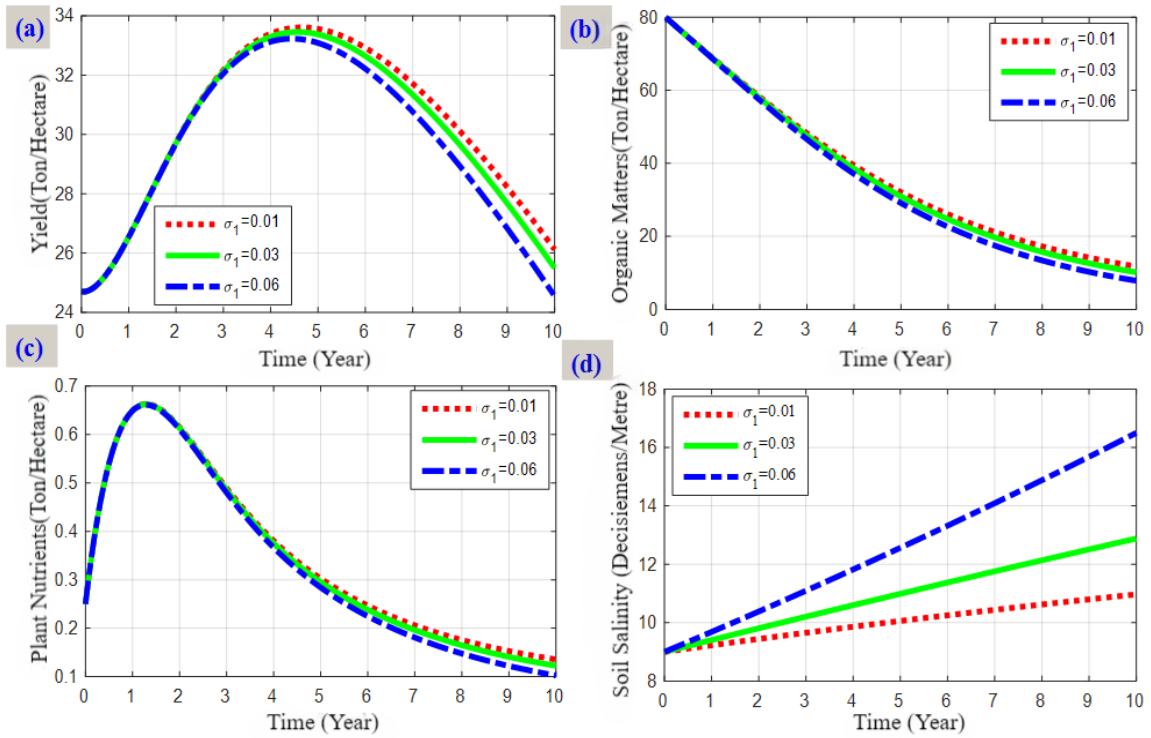 (a)
34
32
30
28
26
24
Yield(Ton/Hectare)
σ1=0.01
σ1=0.03
σ1=0.06
0 1 2 3 4 5 6 7 8 9 10
Time (Year)
(b)
80
60
40
20
0
Organic Matters(Ton/Hectare)
σ1=0.01
σ1=0.03
σ1=0.06
0 1 2 3 4 5 6 7 8 9 10
Time (Year)
(c)
0.7
0.6
0.5
0.4
0.3
0.2
0.1
Plant Nutrients(Ton/Hectare)
σ1=0.01
σ1=0.03
σ1=0.06
0 1 2 3 4 5 6 7 8 9 10
Time (Year)
(d)
18
16
14
12
10
9
8
Soil Salinity (Decisiemens/Metre)
σ1=0.01
σ1=0.03
σ1=0.06
0 1 2 3 4 5 6 7 8 9 10
Time (Year)